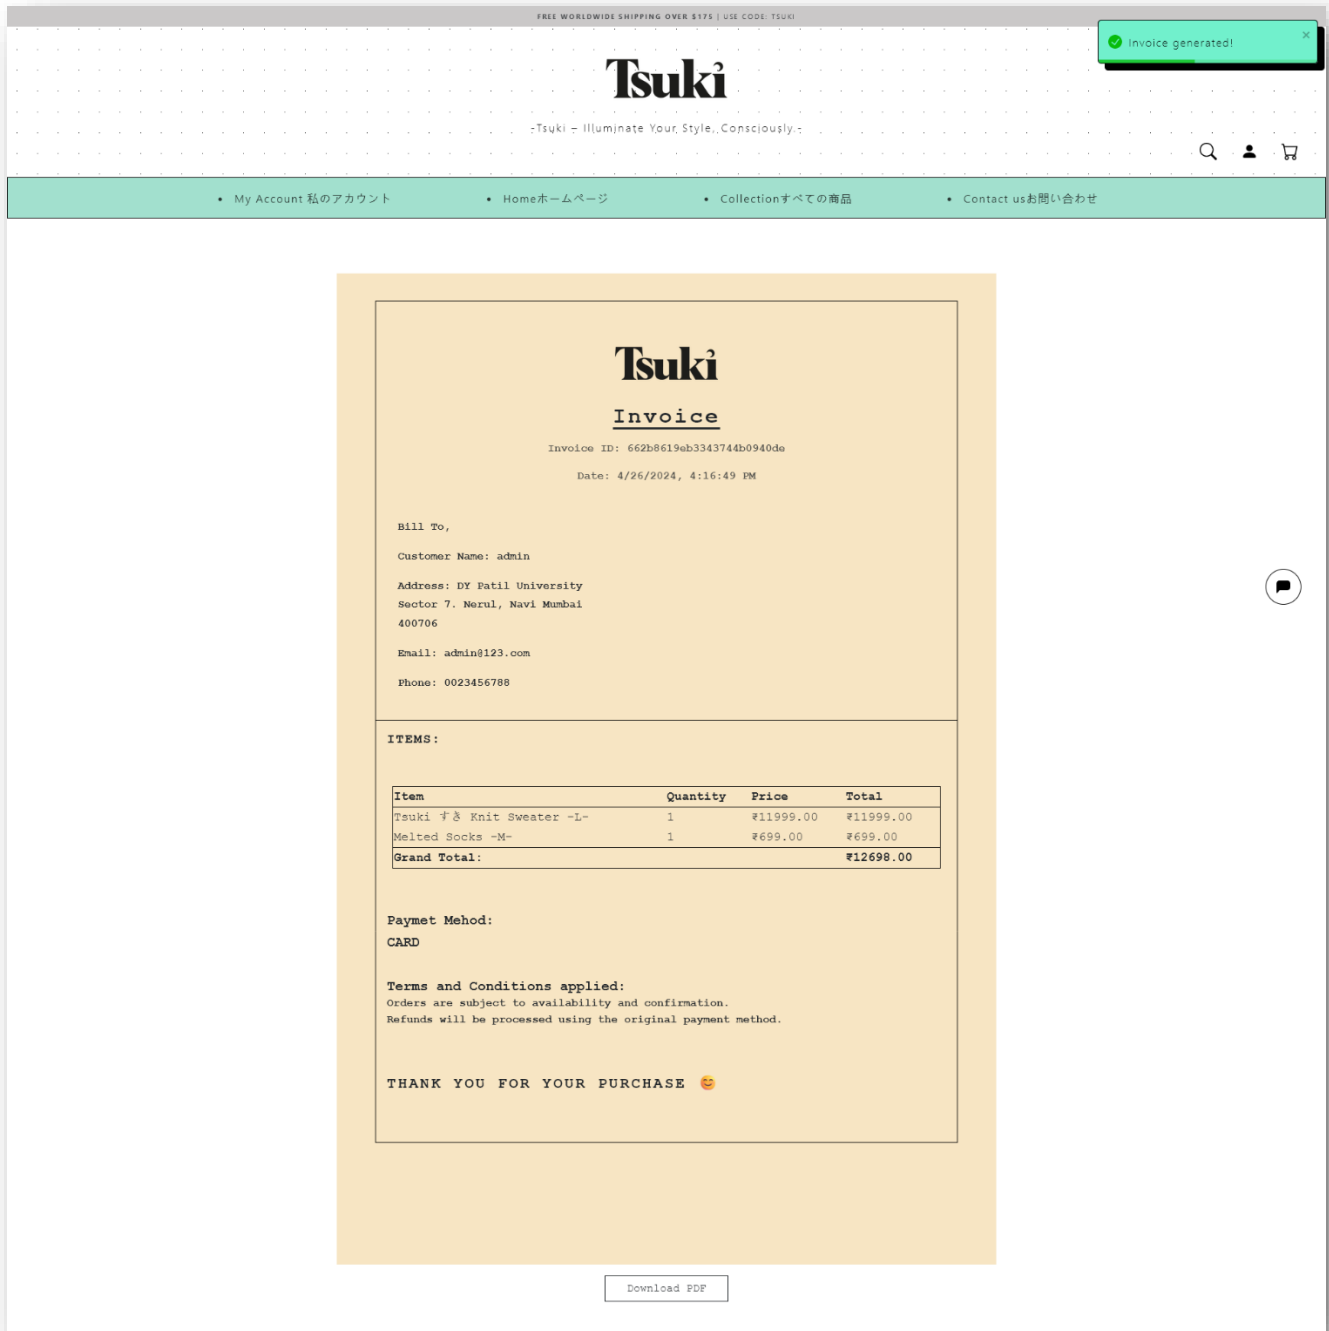 FREE WORLDWIDE SHIPPING OVER $175 | USE CODE: TSUKI
Invoice generated!
Tsuki
-Tsuki – Illuminate Your Style, Consciously.-
My Account 私のアカウント
Homeホームページ
Collectionすべての商品
Contact usお問い合わせ
Tsuki
Invoice
Invoice ID: 662b8619eb3343744b0940de
Date: 4/26/2024, 4:16:49 PM
Bill To,
Customer Name: admin
Address: DY Patil University
Sector 7. Nerul, Navi Mumbai
400706
Email: admin@123.com
Phone: 0023456788
ITEMS:
Item Quantity Price Total
Tsuki すき Knit Sweater -L- 1 ₹11999.00 ₹11999.00
Melted Socks -M- 1 ₹699.00 ₹699.00
Grand Total: ₹12698.00
Paymet Mehod:
CARD
Terms and Conditions applied:
Orders are subject to availability and confirmation.
Refunds will be processed using the original payment method.
THANK YOU FOR YOUR PURCHASE 😊
Download PDF